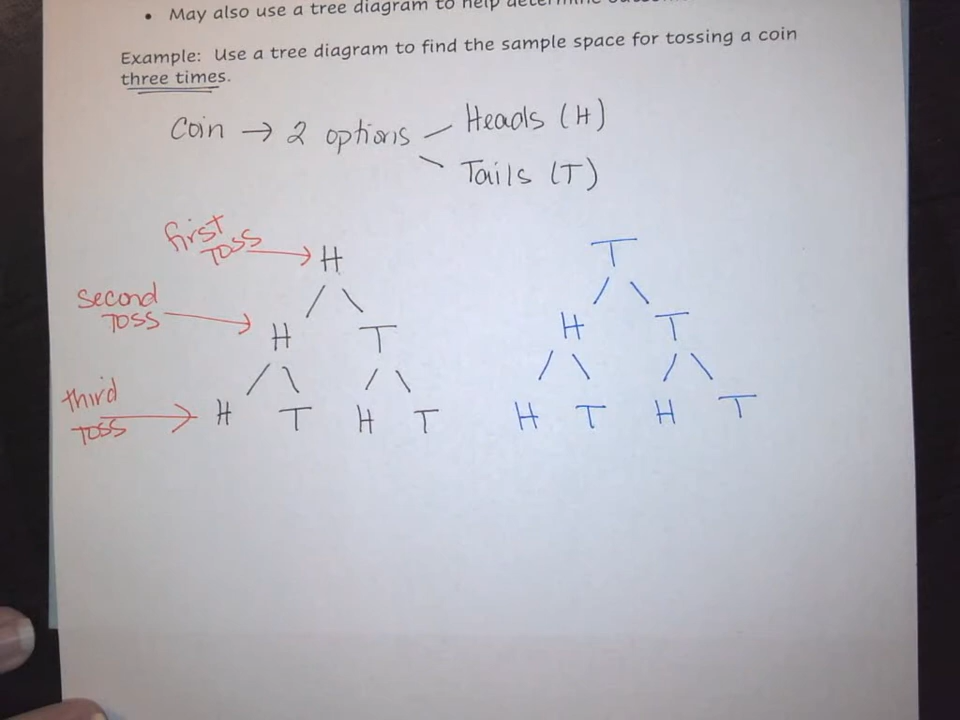 • May also use a tree diagram to help determine
Example: Use a tree diagram to find the sample space for tossing a coin
three times.
Coin → 2 options
Heads (H)
Tails (T)
first
TOSS
H
T
second
TOSS
H T
H T
third
TOSS
H T H T
H T H T